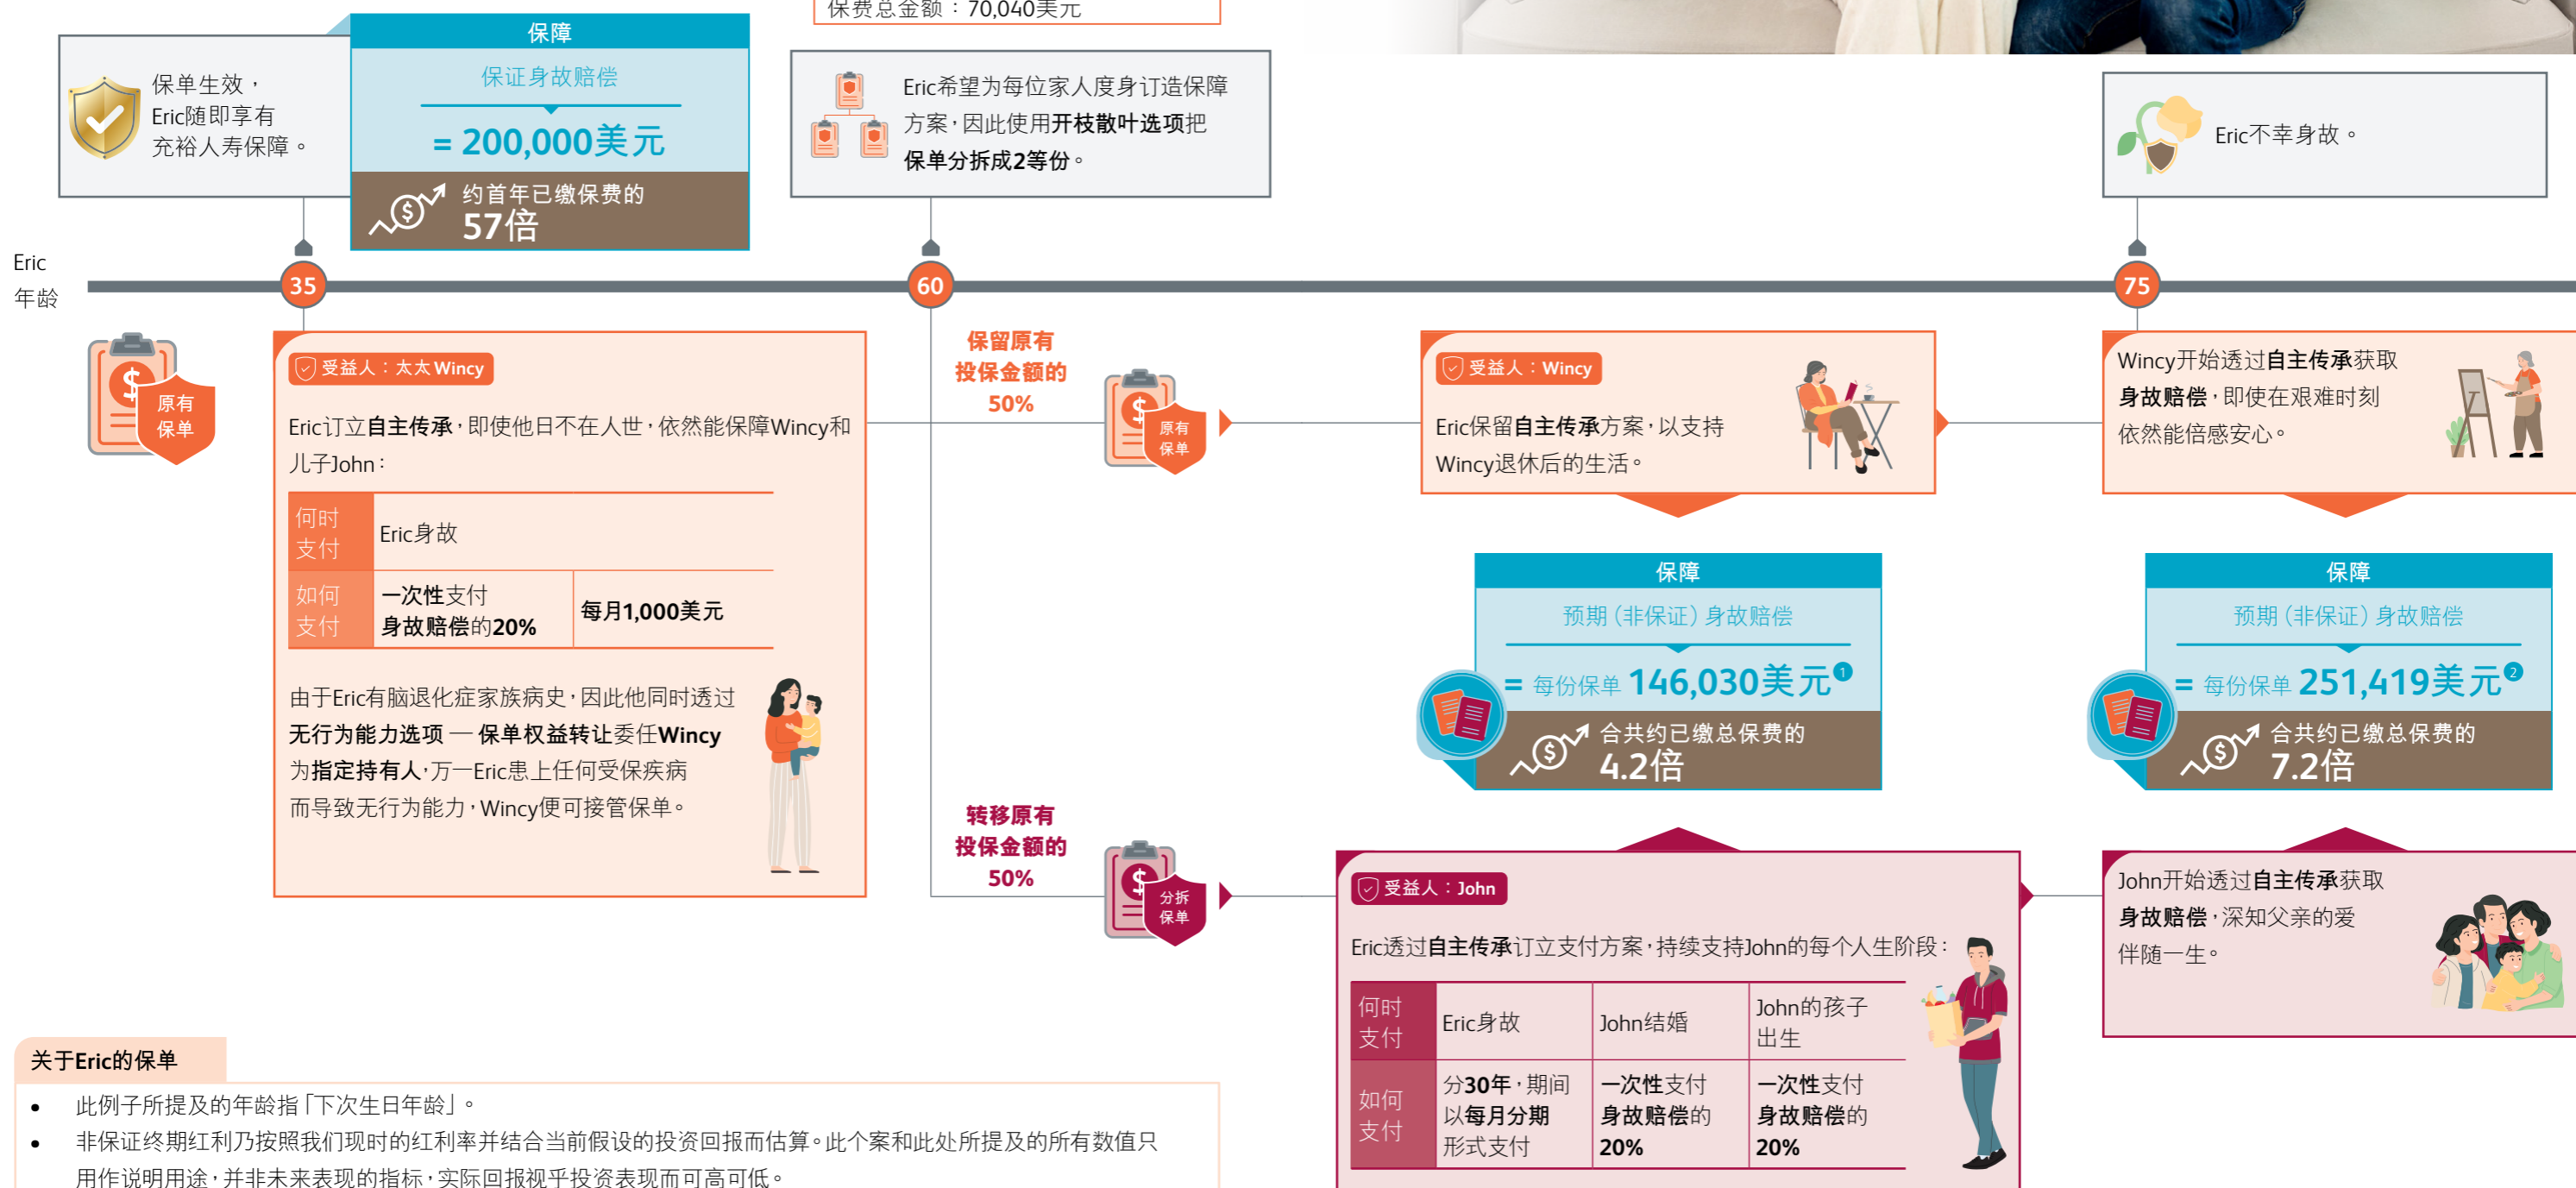 保费总金额：70,040美元
保单生效，
Eric随即享有
充裕人寿保障。
保障
保证身故赔偿
= 200,000美元
约首年已缴保费的
57倍
Eric希望为每位家人度身订造保障
方案，因此使用开枝散叶选项把
保单分拆成2等份。
Eric不幸身故。
Eric
年龄
35
60
75
原有
保单
受益人：太太Wincy
Eric订立自主传承，即使他日不在人世，依然能保障Wincy和
儿子John：
何时
支付
Eric身故
如何
支付
一次性支付
身故赔偿的20%
每月1,000美元
由于Eric有脑退化症家族病史，因此他同时透过
无行为能力选项 — 保单权益转让委任Wincy
为指定持有人，万一Eric患上任何受保疾病
而导致无行为能力，Wincy便可接管保单。
保留原有
投保金额的
50%
原有
保单
受益人：Wincy
Eric保留自主传承方案，以支持
Wincy退休后的生活。
Wincy开始透过自主传承获取
身故赔偿，即使在艰难时刻
依然能倍感安心。
保障
预期（非保证）身故赔偿
= 每份保单 146,030美元1
合共约已缴总保费的
4.2倍
保障
预期（非保证）身故赔偿
= 每份保单 251,419美元2
合共约已缴总保费的
7.2倍
转移原有
投保金额的
50%
分拆
保单
受益人：John
Eric透过自主传承订立支付方案，持续支持John的每个人生阶段：
何时
支付
Eric身故
John结婚
John的孩子
出生
如何
支付
分30年，期间
以每月分期
形式支付
一次性支付
身故赔偿的
20%
一次性支付
身故赔偿的
20%
John开始透过自主传承获取
身故赔偿，深知父亲的爱
伴随一生。
关于Eric的保单
• 此例子所提及的年龄指「下次生日年龄」。
• 非保证终期红利乃按照我们现时的红利率并结合当前假设的投资回报而估算。此个案和此处所提及的所有数值只
用作说明用途，并非未来表现的指标，实际回报视乎投资表现而可高可低。